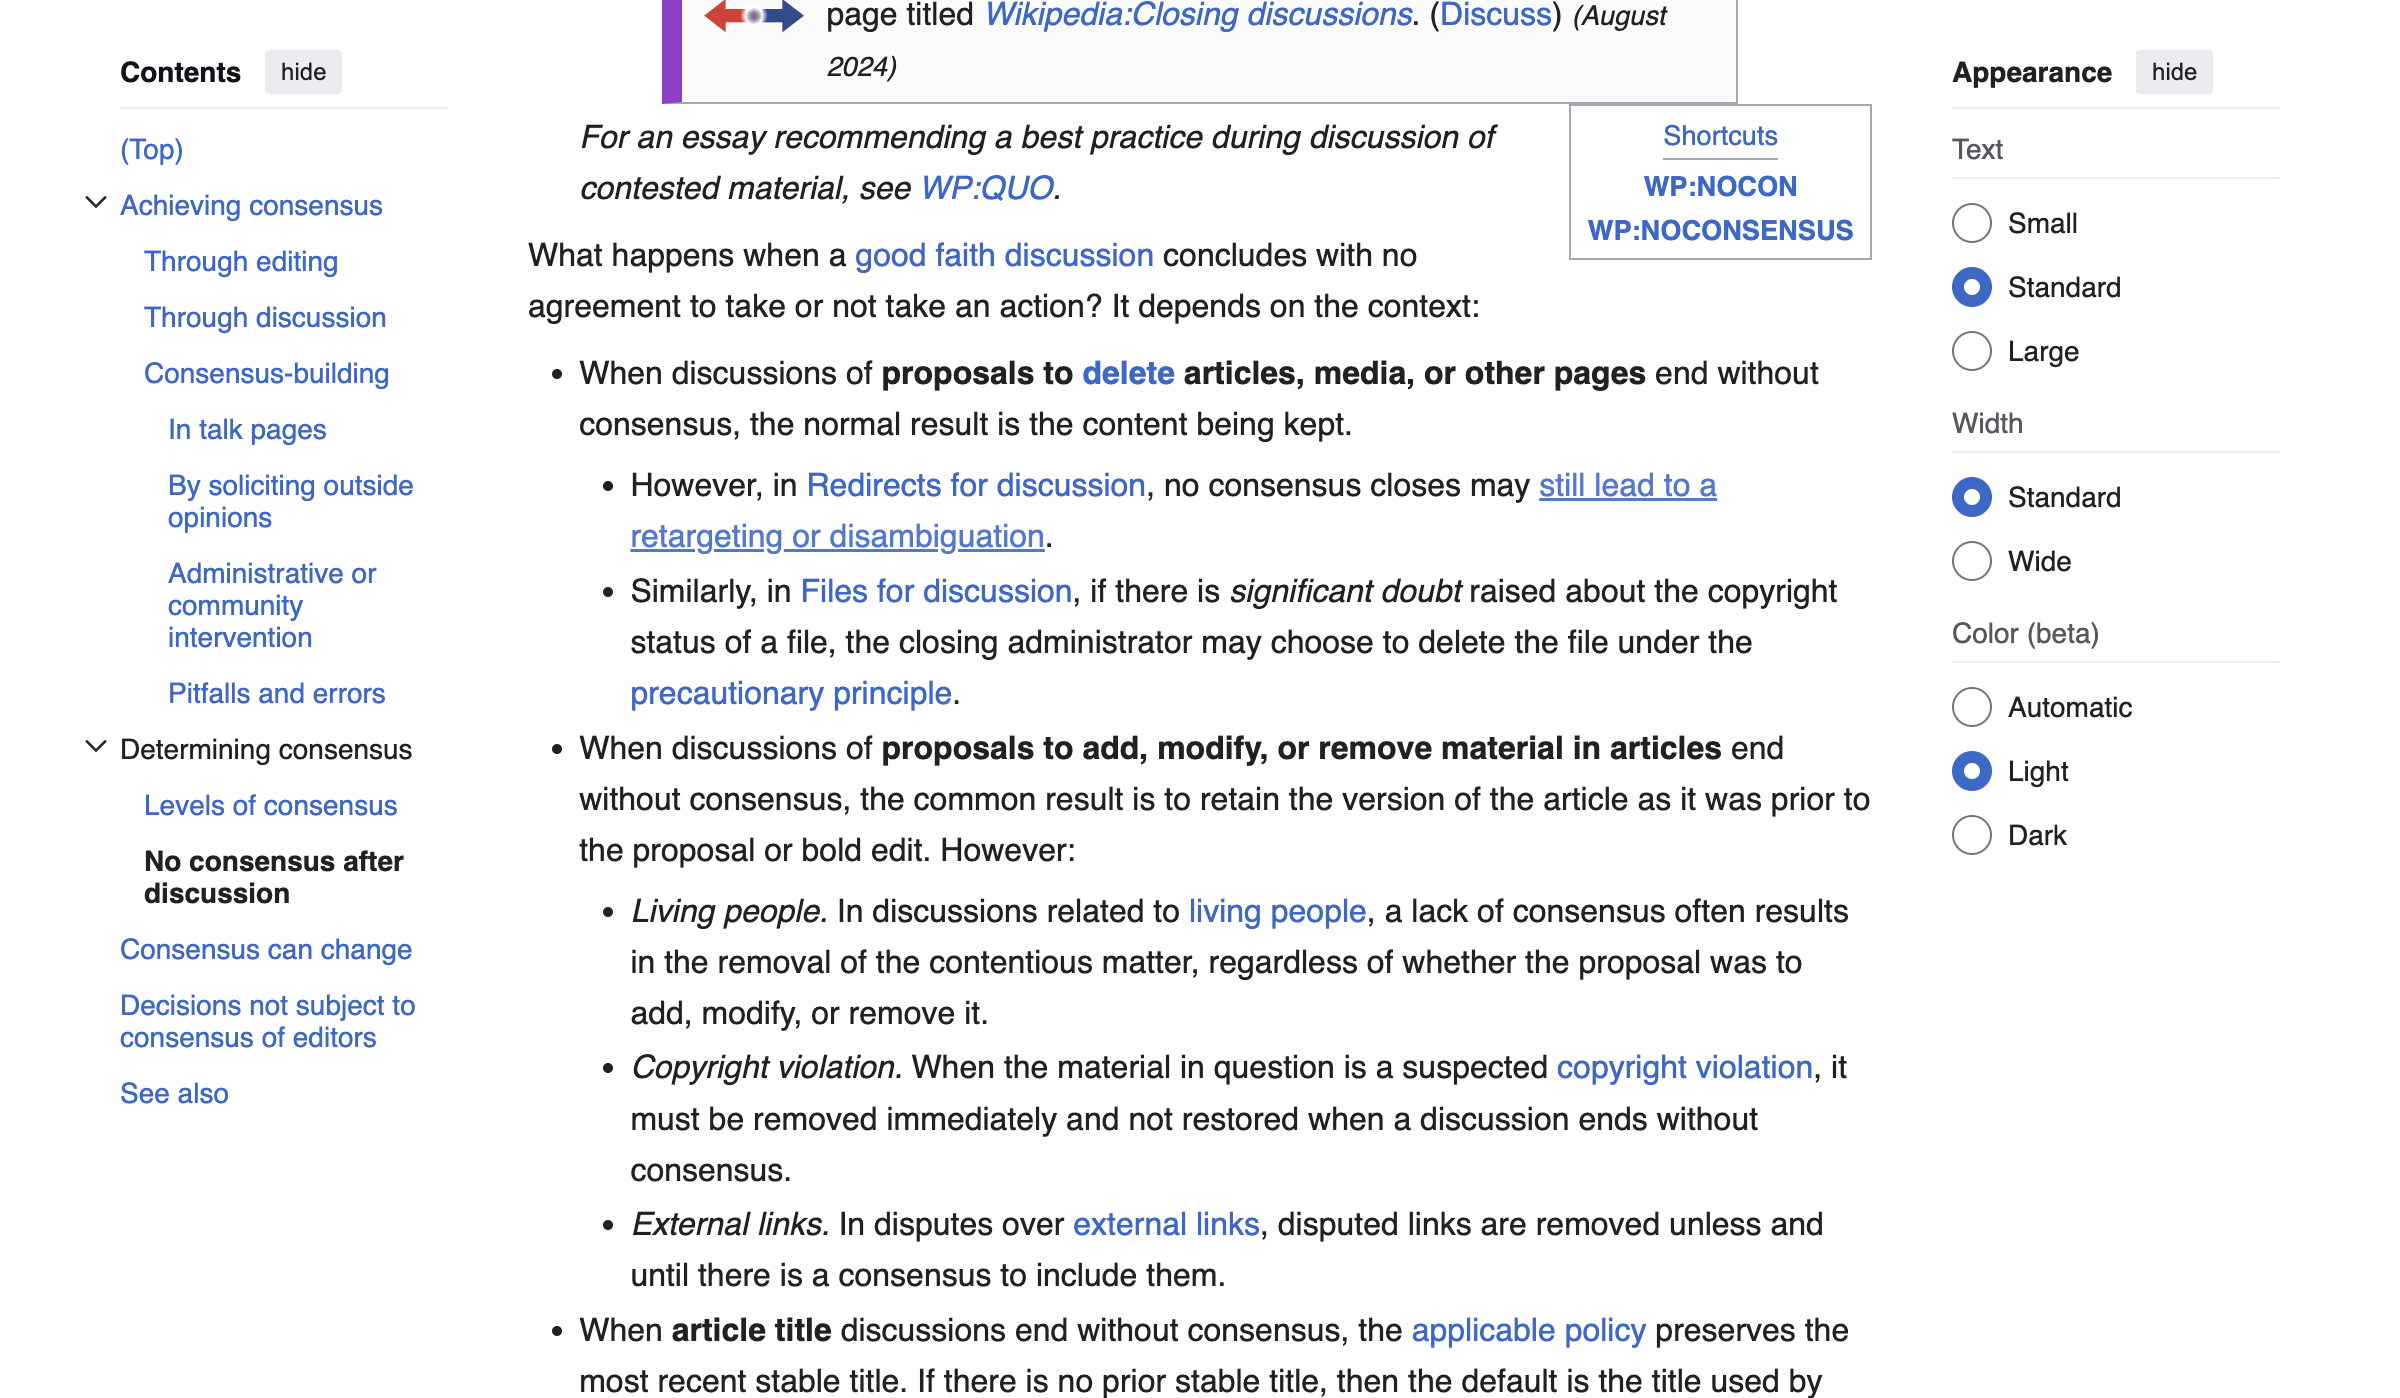 Contents
hide
(Top)
Achieving consensus
Through editing
Through discussion
Consensus-building
In talk pages
By soliciting outside
opinions
Administrative or
community
intervention
Pitfalls and errors
Determining consensus
Levels of consensus
No consensus after
discussion
Consensus can change
Decisions not subject to
consensus of editors
See also
page titled Wikipedia:Closing discussions. (Discuss) (August
2024)
For an essay recommending a best practice during discussion of
contested material, see WP:QUO.
Shortcuts
WP:NOCON
WP:NOCONSENSUS
What happens when a good faith discussion concludes with no
agreement to take or not take an action? It depends on the context:
• When discussions of proposals to delete articles, media, or other pages end without
consensus, the normal result is the content being kept.
• However, in Redirects for discussion, no consensus closes may still lead to a
retargeting or disambiguation.
• Similarly, in Files for discussion, if there is significant doubt raised about the copyright
status of a file, the closing administrator may choose to delete the file under the
precautionary principle.
• When discussions of proposals to add, modify, or remove material in articles end
without consensus, the common result is to retain the version of the article as it was prior to
the proposal or bold edit. However:
• Living people. In discussions related to living people, a lack of consensus often results
in the removal of the contentious matter, regardless of whether the proposal was to
add, modify, or remove it.
• Copyright violation. When the material in question is a suspected copyright violation, it
must be removed immediately and not restored when a discussion ends without
consensus.
• External links. In disputes over external links, disputed links are removed unless and
until there is a consensus to include them.
• When article title discussions end without consensus, the applicable policy preserves the
most recent stable title. If there is no prior stable title, then the default is the title used by
Appearance
hide
Text
Small
Standard
Large
Width
Standard
Wide
Color (beta)
Automatic
Light
Dark